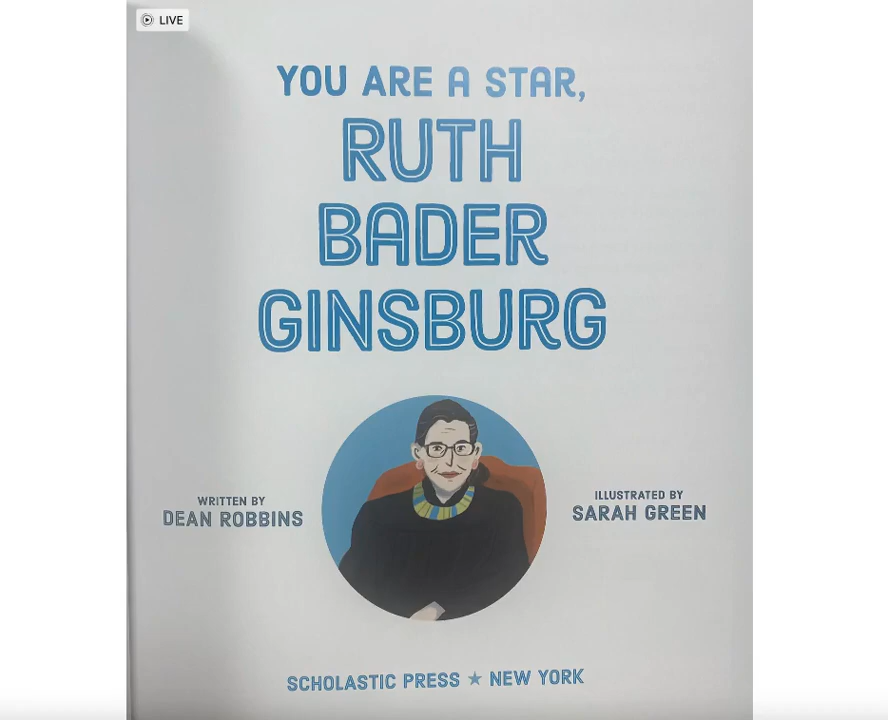 LIVE
YOU ARE A STAR,
RUTH
BADER
GINSBURG
WRITTEN BY
DEAN ROBBINS
ILLUSTRATED BY
SARAH GREEN
SCHOLASTIC PRESS ★ NEW YORK